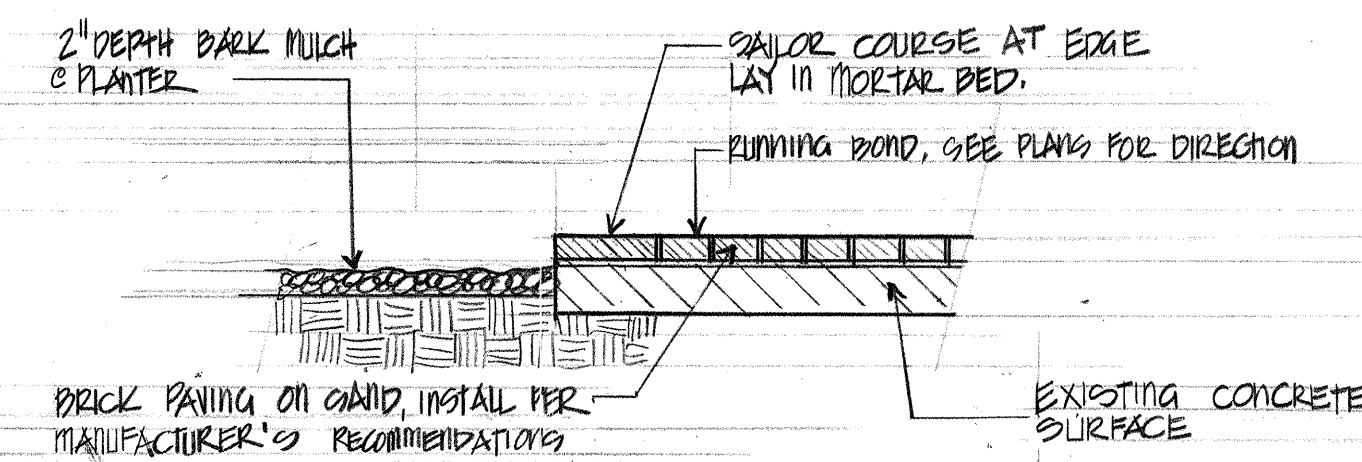 2" DEPTH BARK MULCH
@ PLANTER
SAILOR COURSE AT EDGE
LAY IN MORTAR BED.
RUNNING BOND, SEE PLANS FOR DIRECTION
BRICK PAVING ON SAND, INSTALL PER
MANUFACTURER'S RECOMMENDATIONS
EXISTING CONCRETE
SURFACE